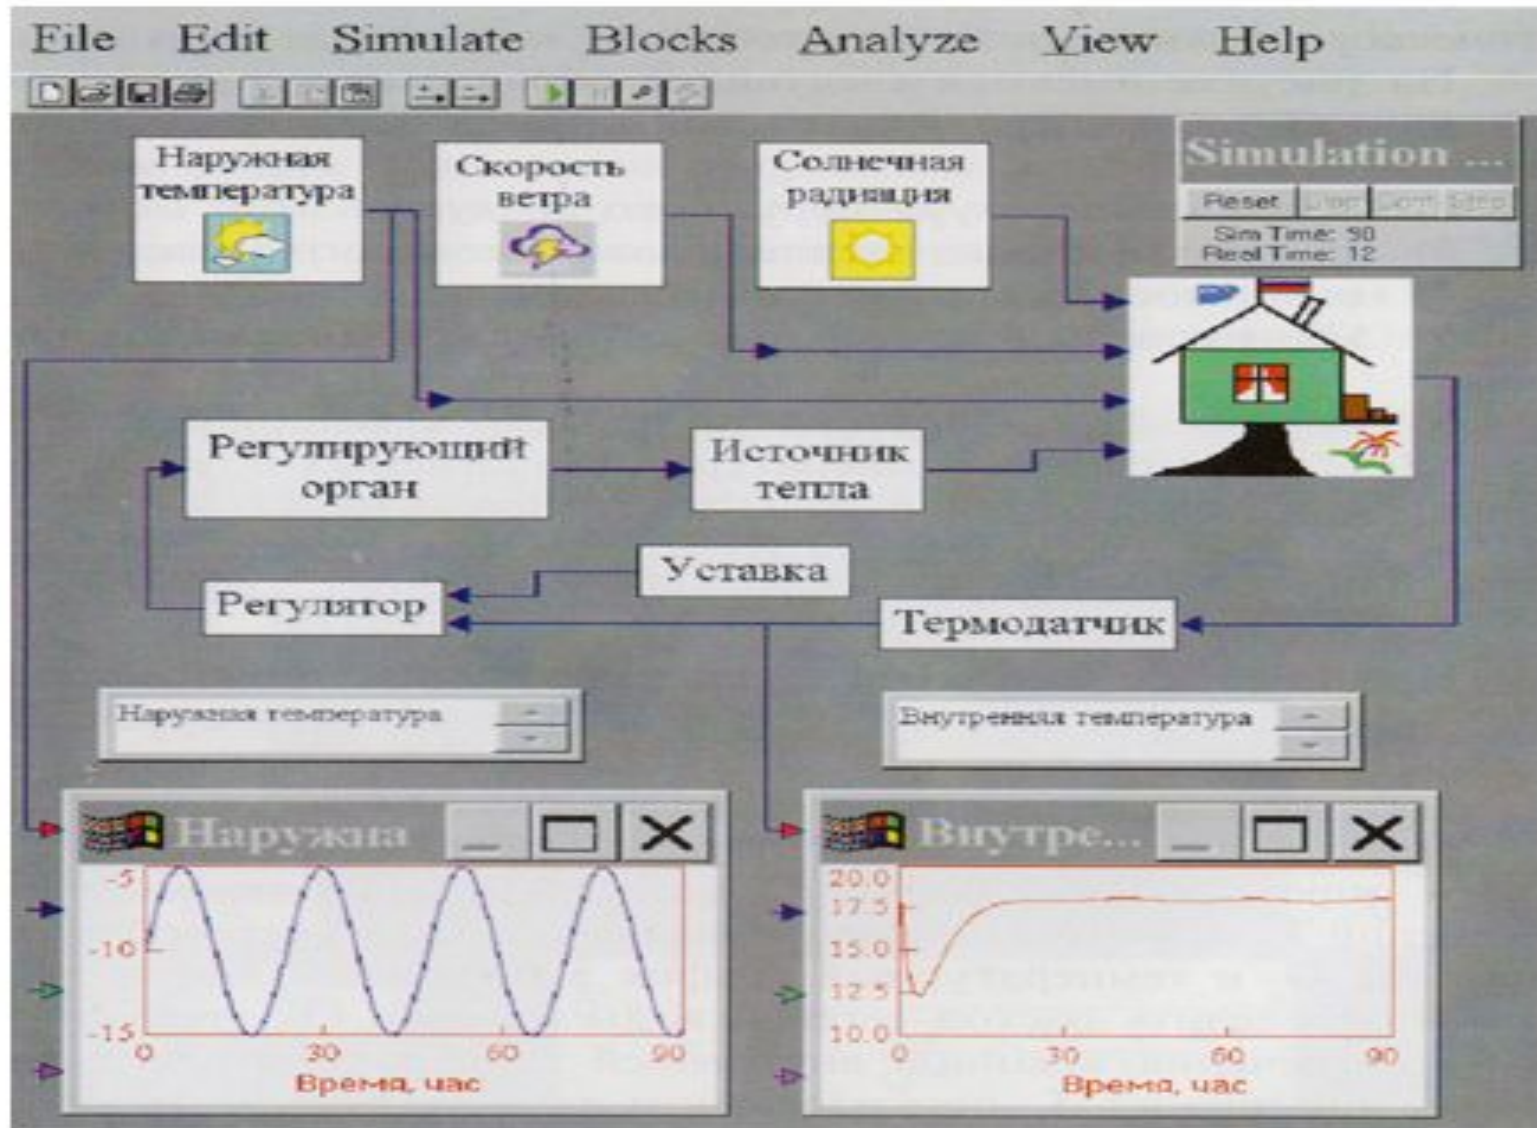 File Edit Simulate Blocks Analyze View Help
Наружная
температура
Скорость
ветра
Солнечная
радиация
Simulation ...
Reset
Sim Time: 90
Real Time: 12
Регулирующий
орган
Источник
тепла
Уставка
Регулятор
Термодатчик
Наружная температура
Внутренняя температура
Наружна
-5
-10
-15
0 30 60 90
Время, час
Внутре...
20.0
17.5
15.0
12.5
10.0
0 30 60 90
Время, час